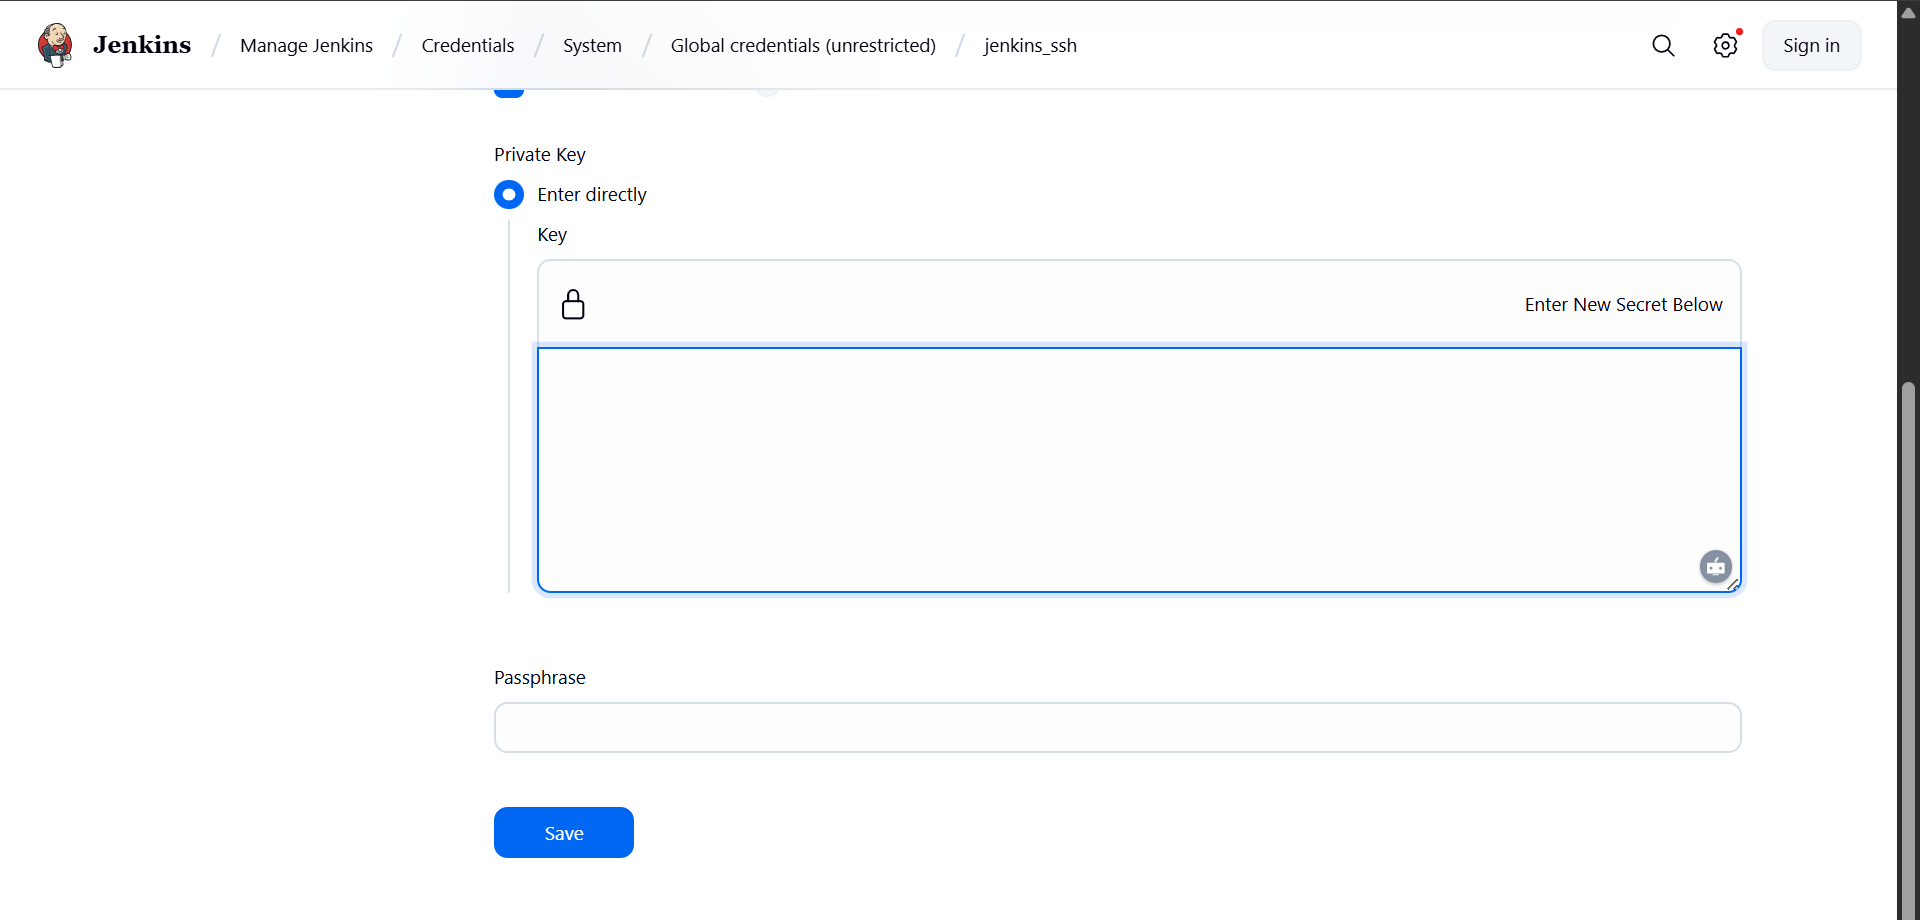 Jenkins / Manage Jenkins / Credentials / System / Global credentials (unrestricted) / jenkins_ssh Sign in
Private Key
Enter directly
Key
Enter New Secret Below
Passphrase
Save